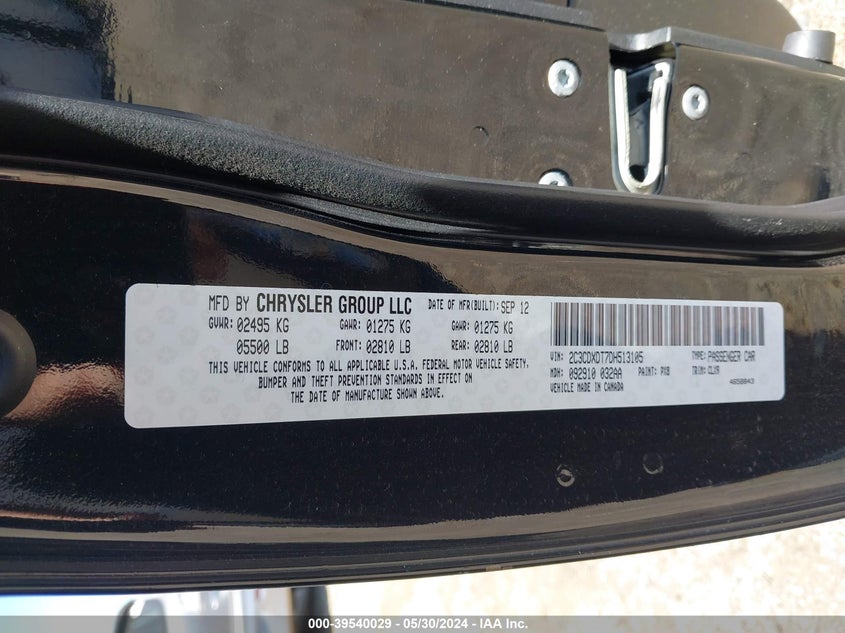 MFD BY CHRYSLER GROUP LLC DATE OF MFR(BUILT): SEP 12
GVWR: 02495 KG GAWR: 01275 KG GAWR: 01275 KG
05500 LB FRONT: 02810 LB REAR: 02810 LB
THIS VEHICLE CONFORMS TO ALL APPLICABLE U.S.A. FEDERAL MOTOR VEHICLE SAFETY,
BUMPER AND THEFT PREVENTION STANDARDS IN EFFECT ON
THE DATE OF MANUFACTURE SHOWN ABOVE.
VIN: 2C3CDXDT7DH513105 TYPE: PASSENGER CAR
MDH: 092910 032AA PAINT: PX8 TRIM: CLX9
VEHICLE MADE IN CANADA 4658843
000-39540029 - 05/30/2024 - IAA Inc.